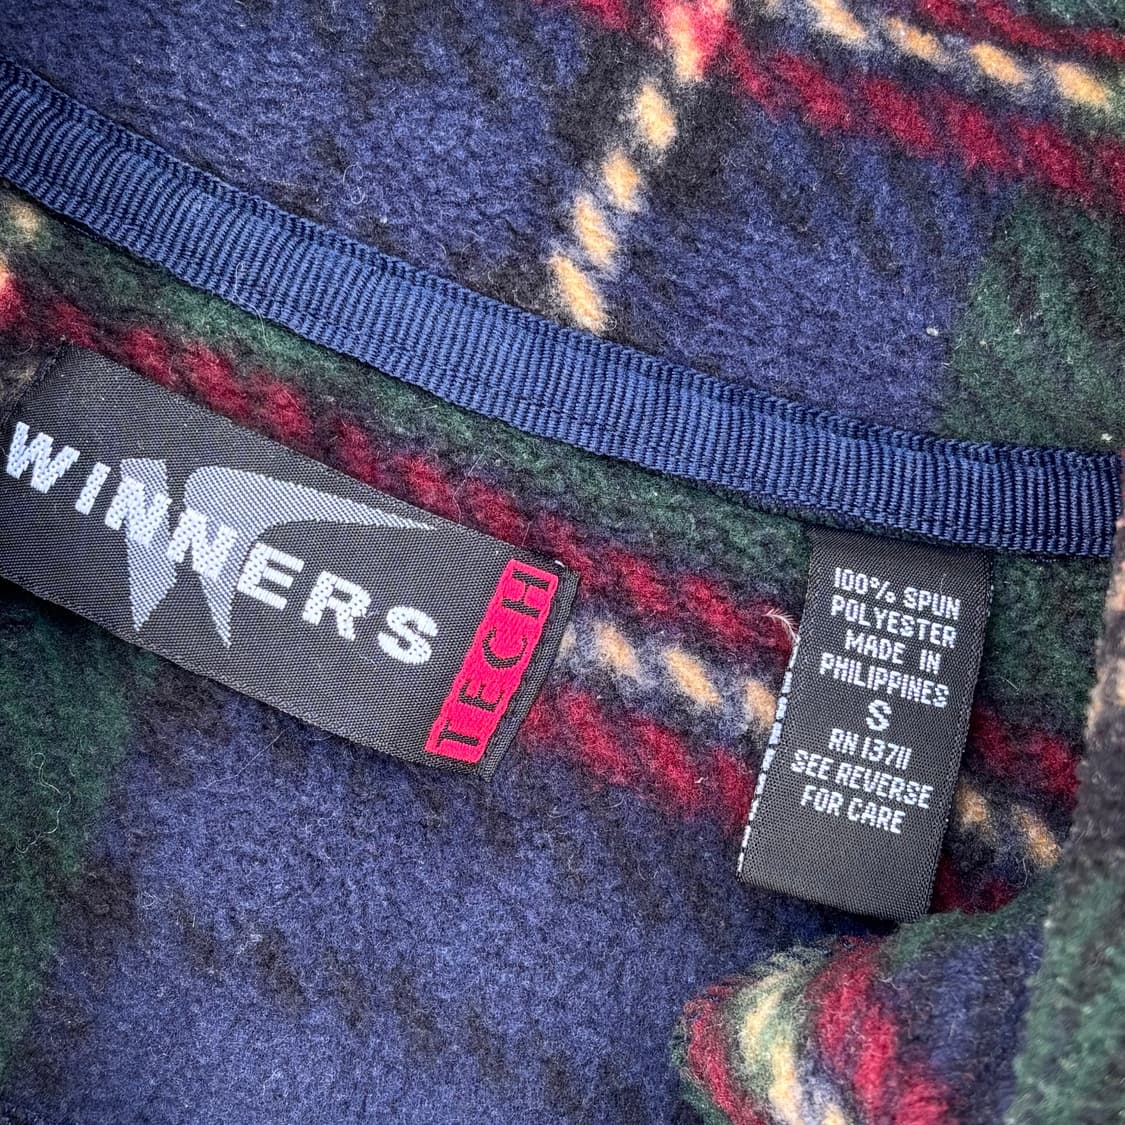 WINNERS
TECH
100% SPUN
POLYESTER
MADE IN
PHILIPPINES
S
RN 13711
SEE REVERSE
FOR CARE